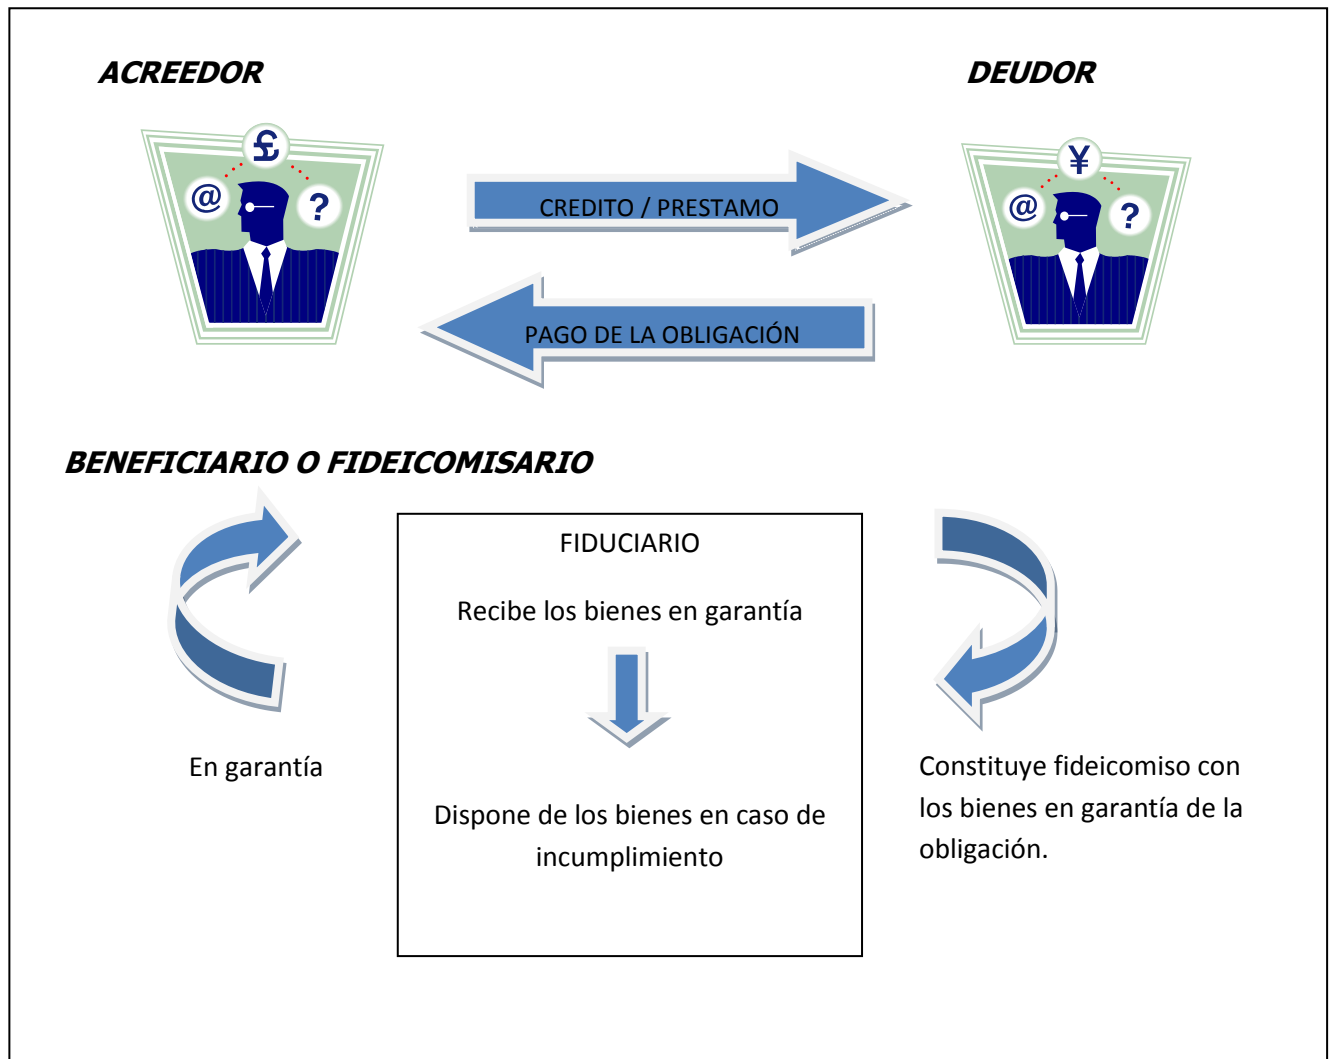 ACREEDOR
DEUDOR
£
@
?
¥
@
?
CREDITO / PRESTAMO
PAGO DE LA OBLIGACIÓN
BENEFICIARIO O FIDEICOMISARIO
FIDUCIARIO
Recibe los bienes en garantía
En garantía
Dispone de los bienes en caso de
incumplimiento
Constituye fideicomiso con
los bienes en garantía de la
obligación.